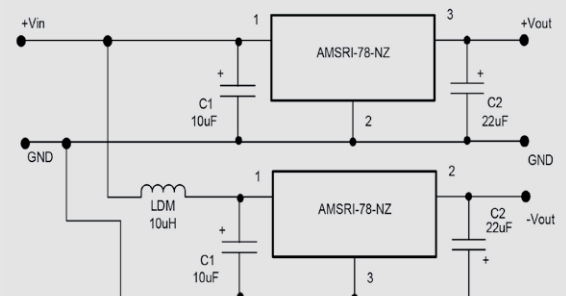 +Vin
1
3
+Vout
AMSRI-78-NZ
+
+
C1
10uF
C2
22uF
2
GND
GND
1
2
LDM
10uH
AMSRI-78-NZ
C2
22uF
-Vout
+
C1
10uF
+
3